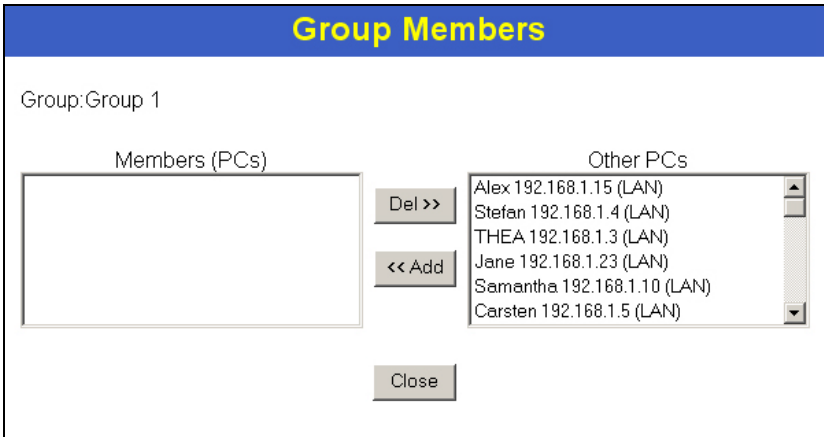 Group Members
Group:Group 1
Members (PCs)
Other PCs
Del >>
<< Add
Alex 192.168.1.15 (LAN)
Stefan 192.168.1.4 (LAN)
THEA 192.168.1.3 (LAN)
Jane 192.168.1.23 (LAN)
Samantha 192.168.1.10 (LAN)
Carsten 192.168.1.5 (LAN)
Close